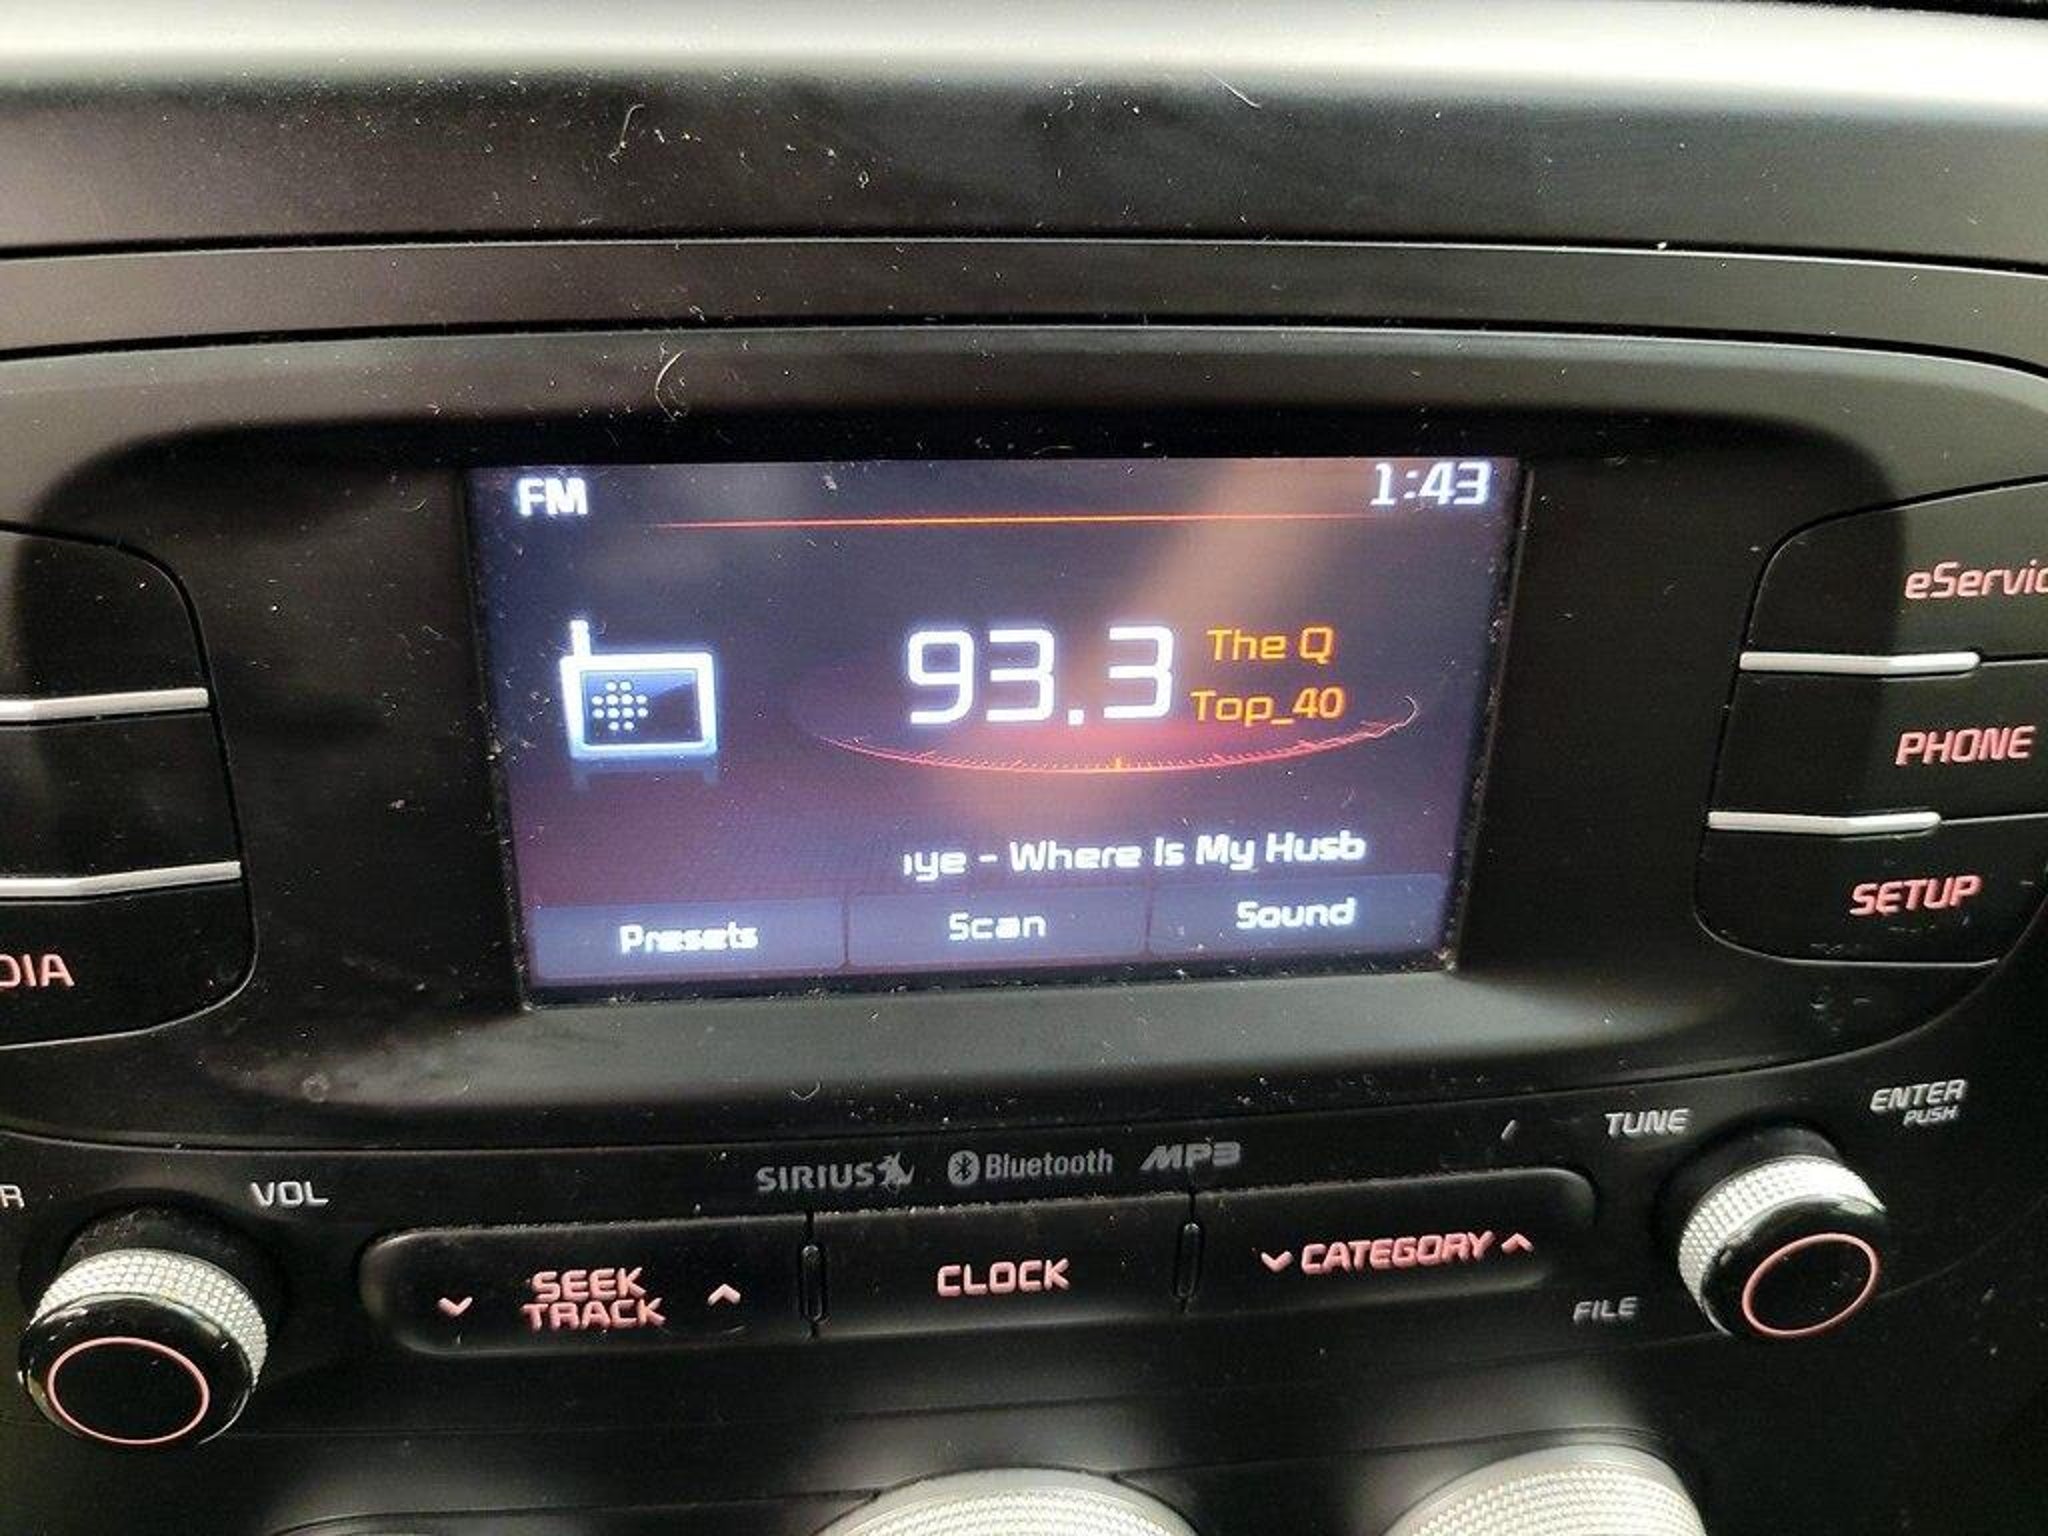 FM 1:43
93.3 The Q
Top_40
aye - Where Is My Husb
Presets Scan Sound
eServic
PHONE
SETUP
DIA
R VOL
SIRIUS Bluetooth MP3
TUNE
ENTER
PUSH
SEEK
TRACK
CLOCK
CATEGORY
FILE